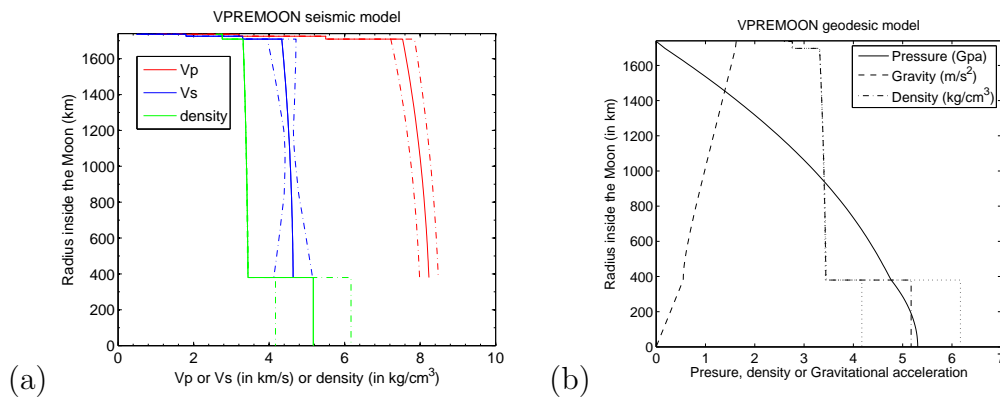 VPREMOON seismic model
1600
1400
1200
1000
800
600
400
200
0
Radius inside the Moon (km)
Vp
Vs
density
0 2 4 6 8 10
Vp or Vs (in km/s) or density (in kg/cm³)
(a)
VPREMOON geodesic model
1600
1400
1200
1000
800
600
400
200
0
Radius inside the Moon (in km)
Pressure (Gpa)
Gravity (m/s²)
Density (kg/cm³)
0 1 2 3 4 5 6 7
Presure, density or Gravitational acceleration
(b)